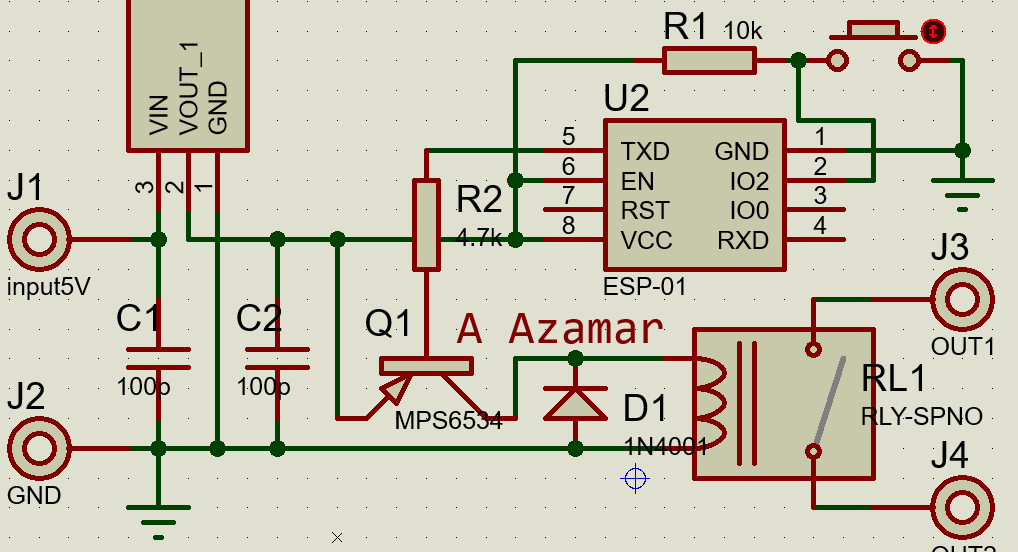 VIN
VOUT_1
GND
3
2
1
J1
input5V
C1
100p
C2
100p
J2
GND
R1 10k
U2
5 TXD GND 1
6 EN IO2 2
7 RST IO0 3
8 VCC RXD 4
ESP-01
R2
4.7k
Q1
A Azamar
MPS6534
D1
1N4001
RL1
RLY-SPNO
J3
OUT1
J4